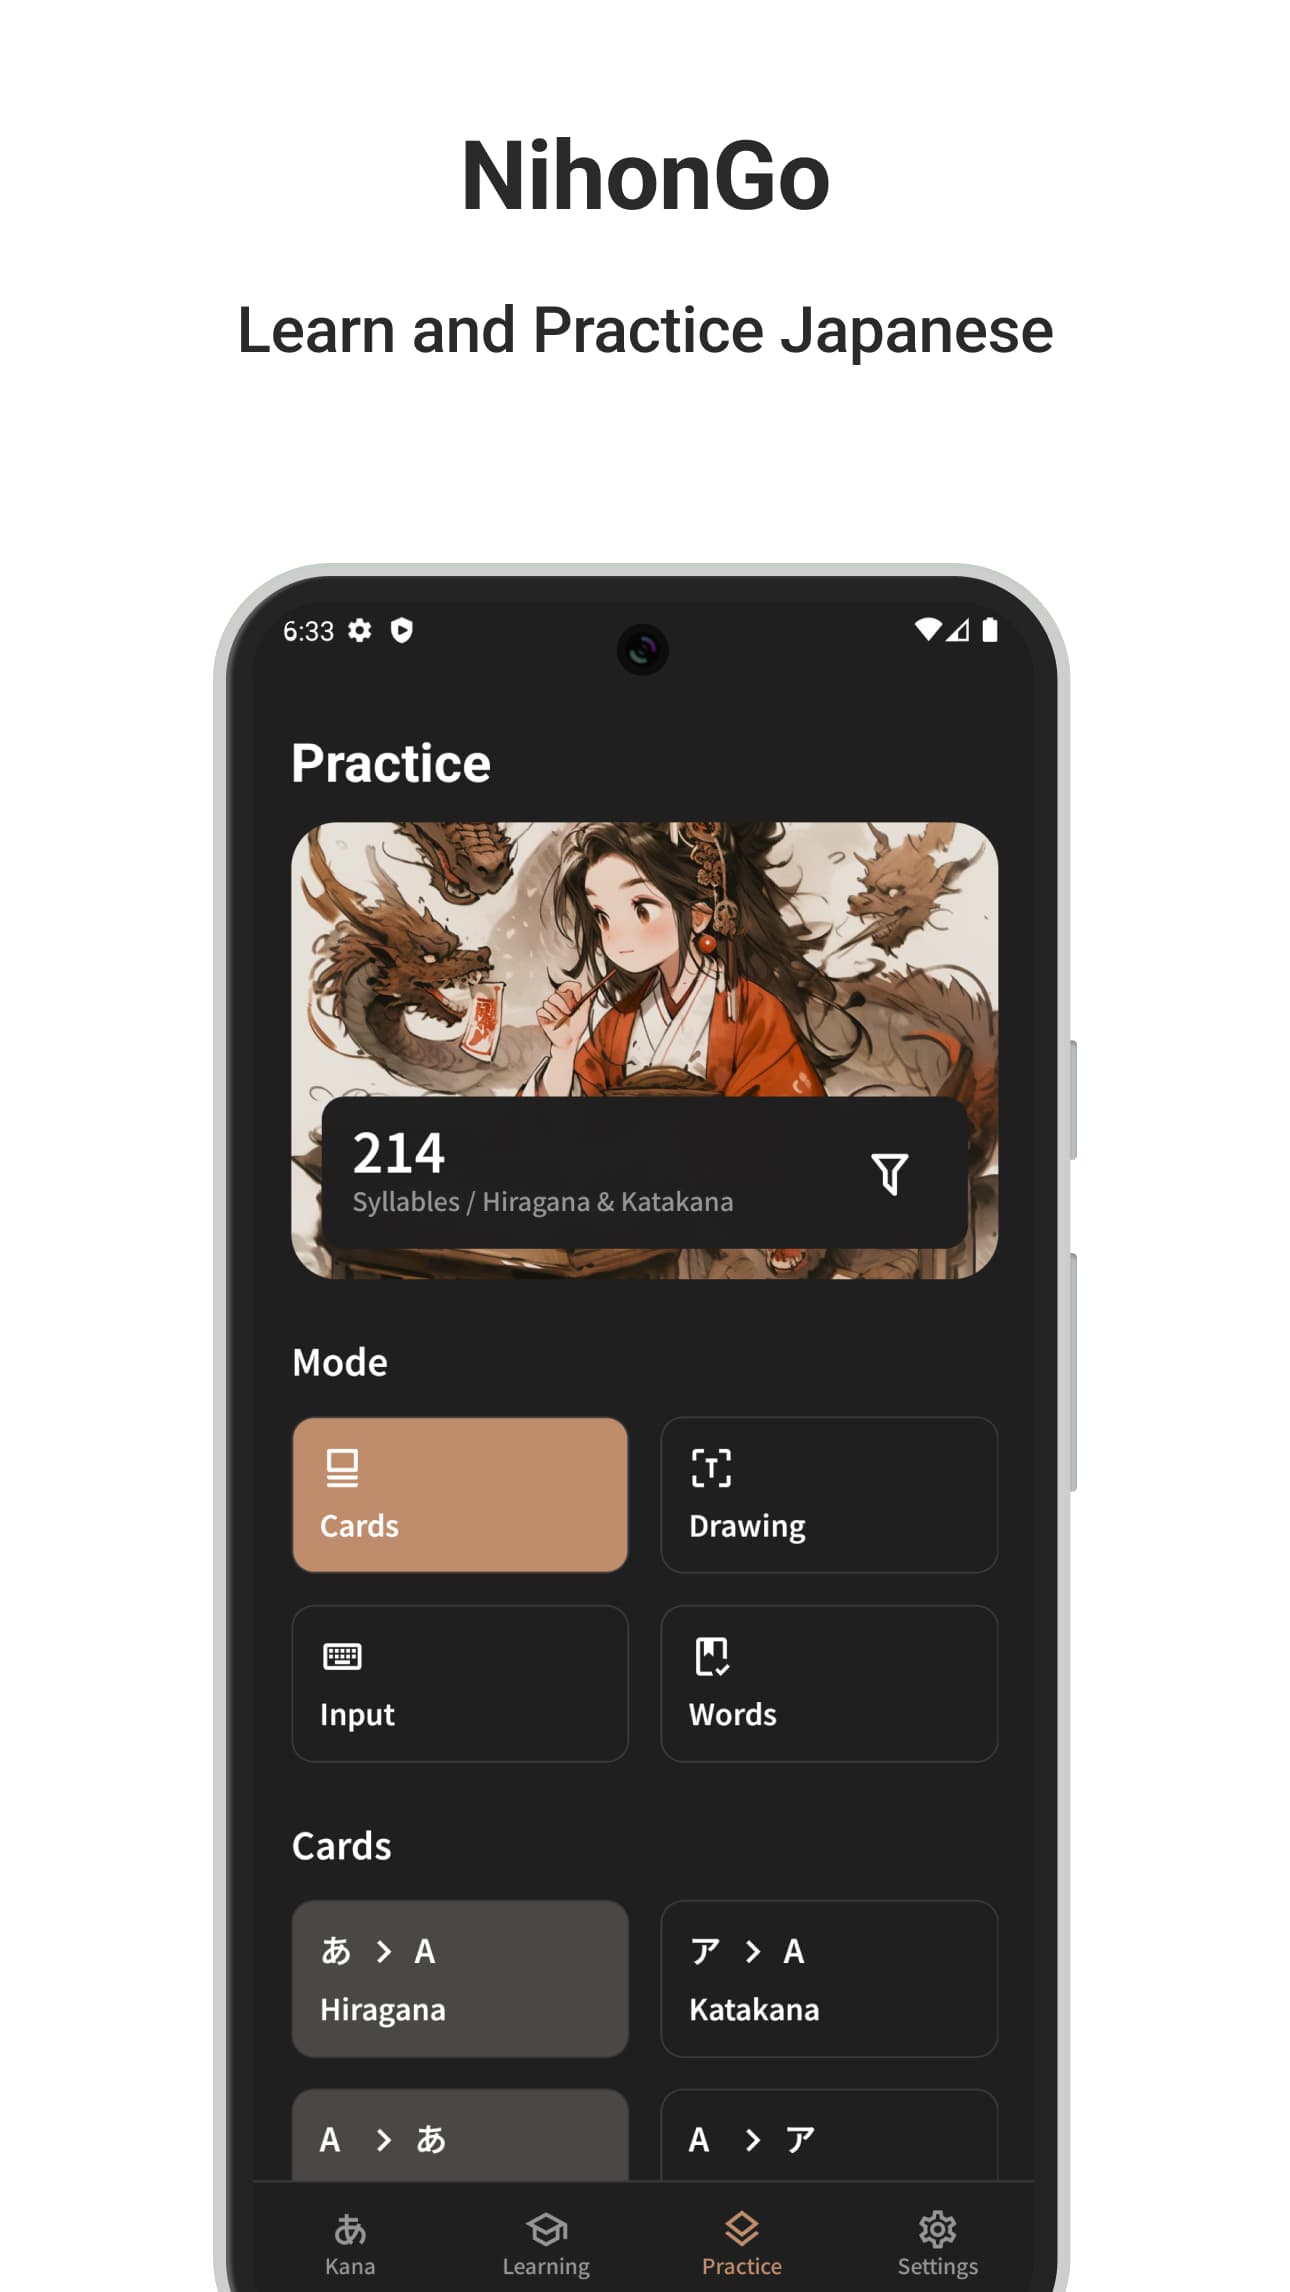 NihonGo
Learn and Practice Japanese
6:33
Practice
214
Syllables / Hiragana & Katakana
Mode
Cards
Drawing
Input
Words
Cards
あ > A
Hiragana
ア > A
Katakana
A > あ
A > ア
あ
Kana
Learning
Practice
Settings